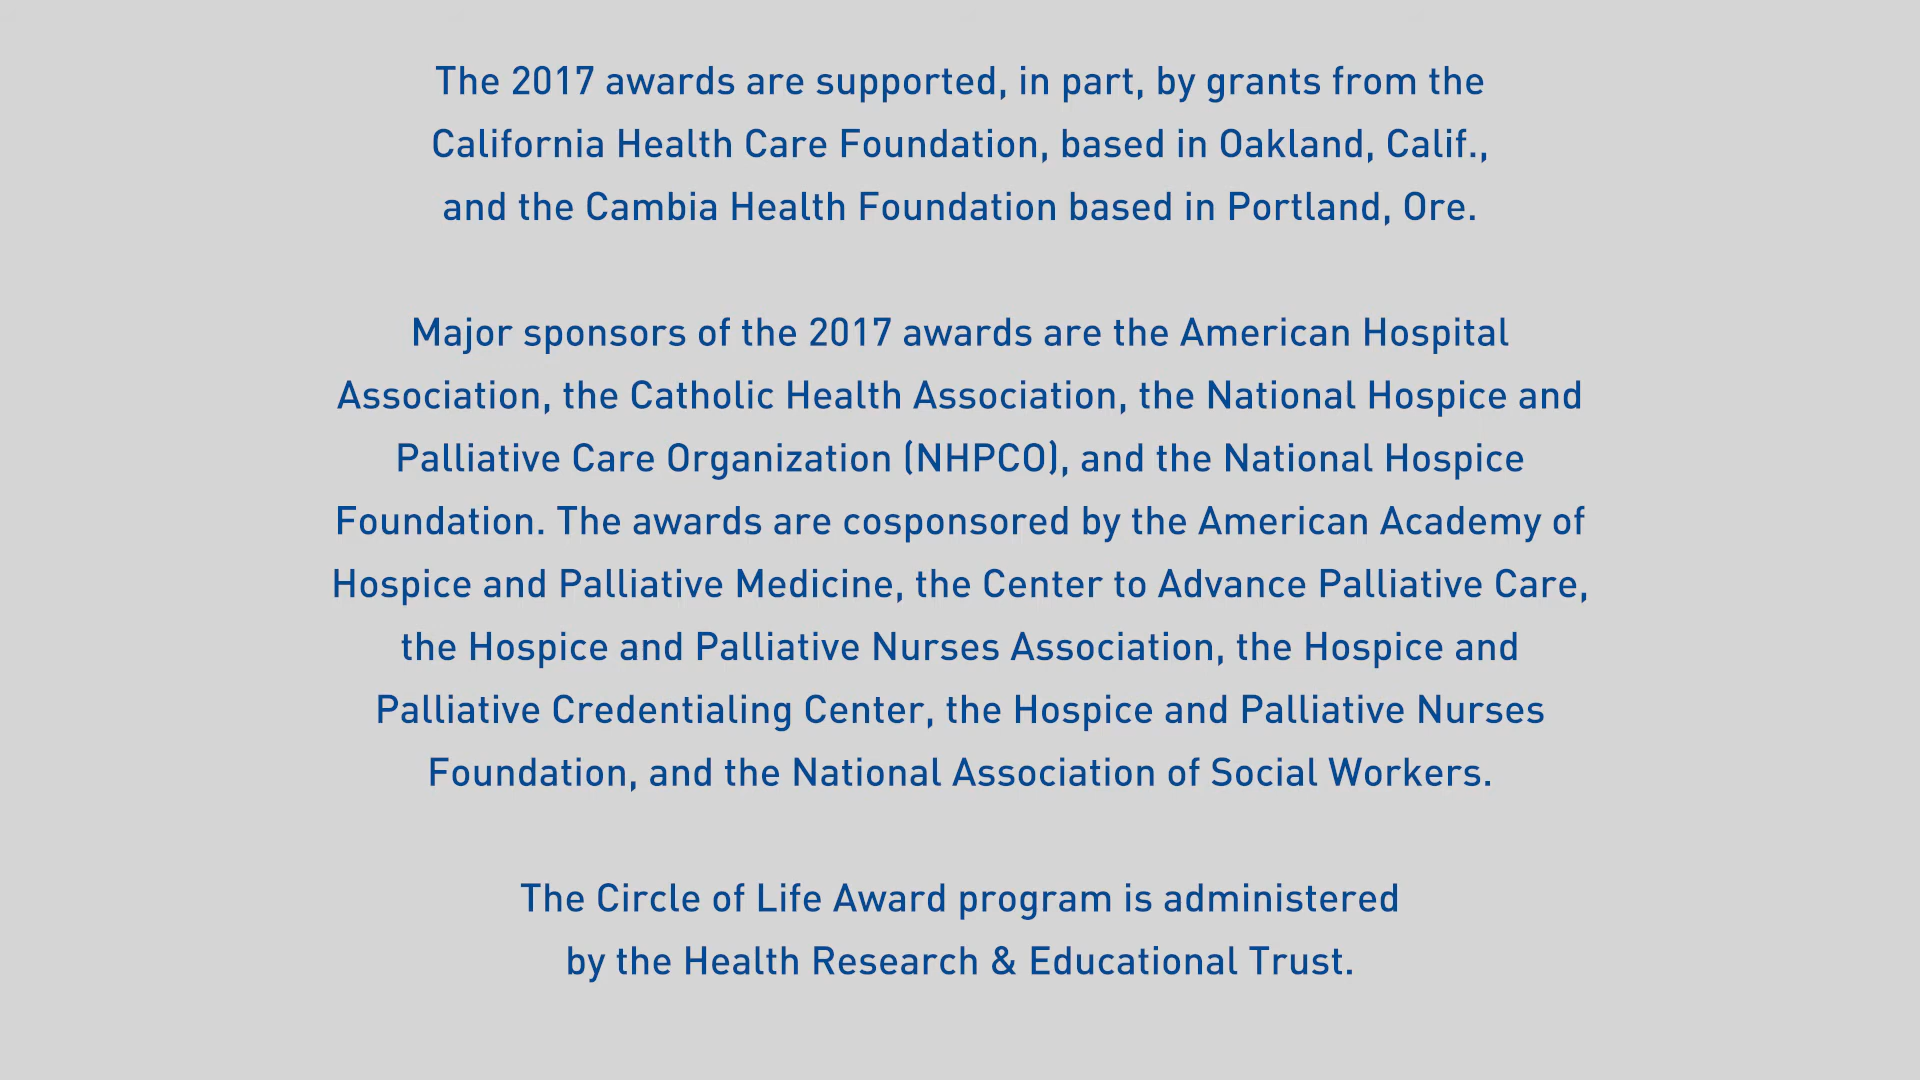 The 2017 awards are supported, in part, by grants from the
California Health Care Foundation, based in Oakland, Calif.,
and the Cambia Health Foundation based in Portland, Ore.
Major sponsors of the 2017 awards are the American Hospital
Association, the Catholic Health Association, the National Hospice and
Palliative Care Organization (NHPCO), and the National Hospice
Foundation. The awards are cosponsored by the American Academy of
Hospice and Palliative Medicine, the Center to Advance Palliative Care,
the Hospice and Palliative Nurses Association, the Hospice and
Palliative Credentialing Center, the Hospice and Palliative Nurses
Foundation, and the National Association of Social Workers.
The Circle of Life Award program is administered
by the Health Research & Educational Trust.